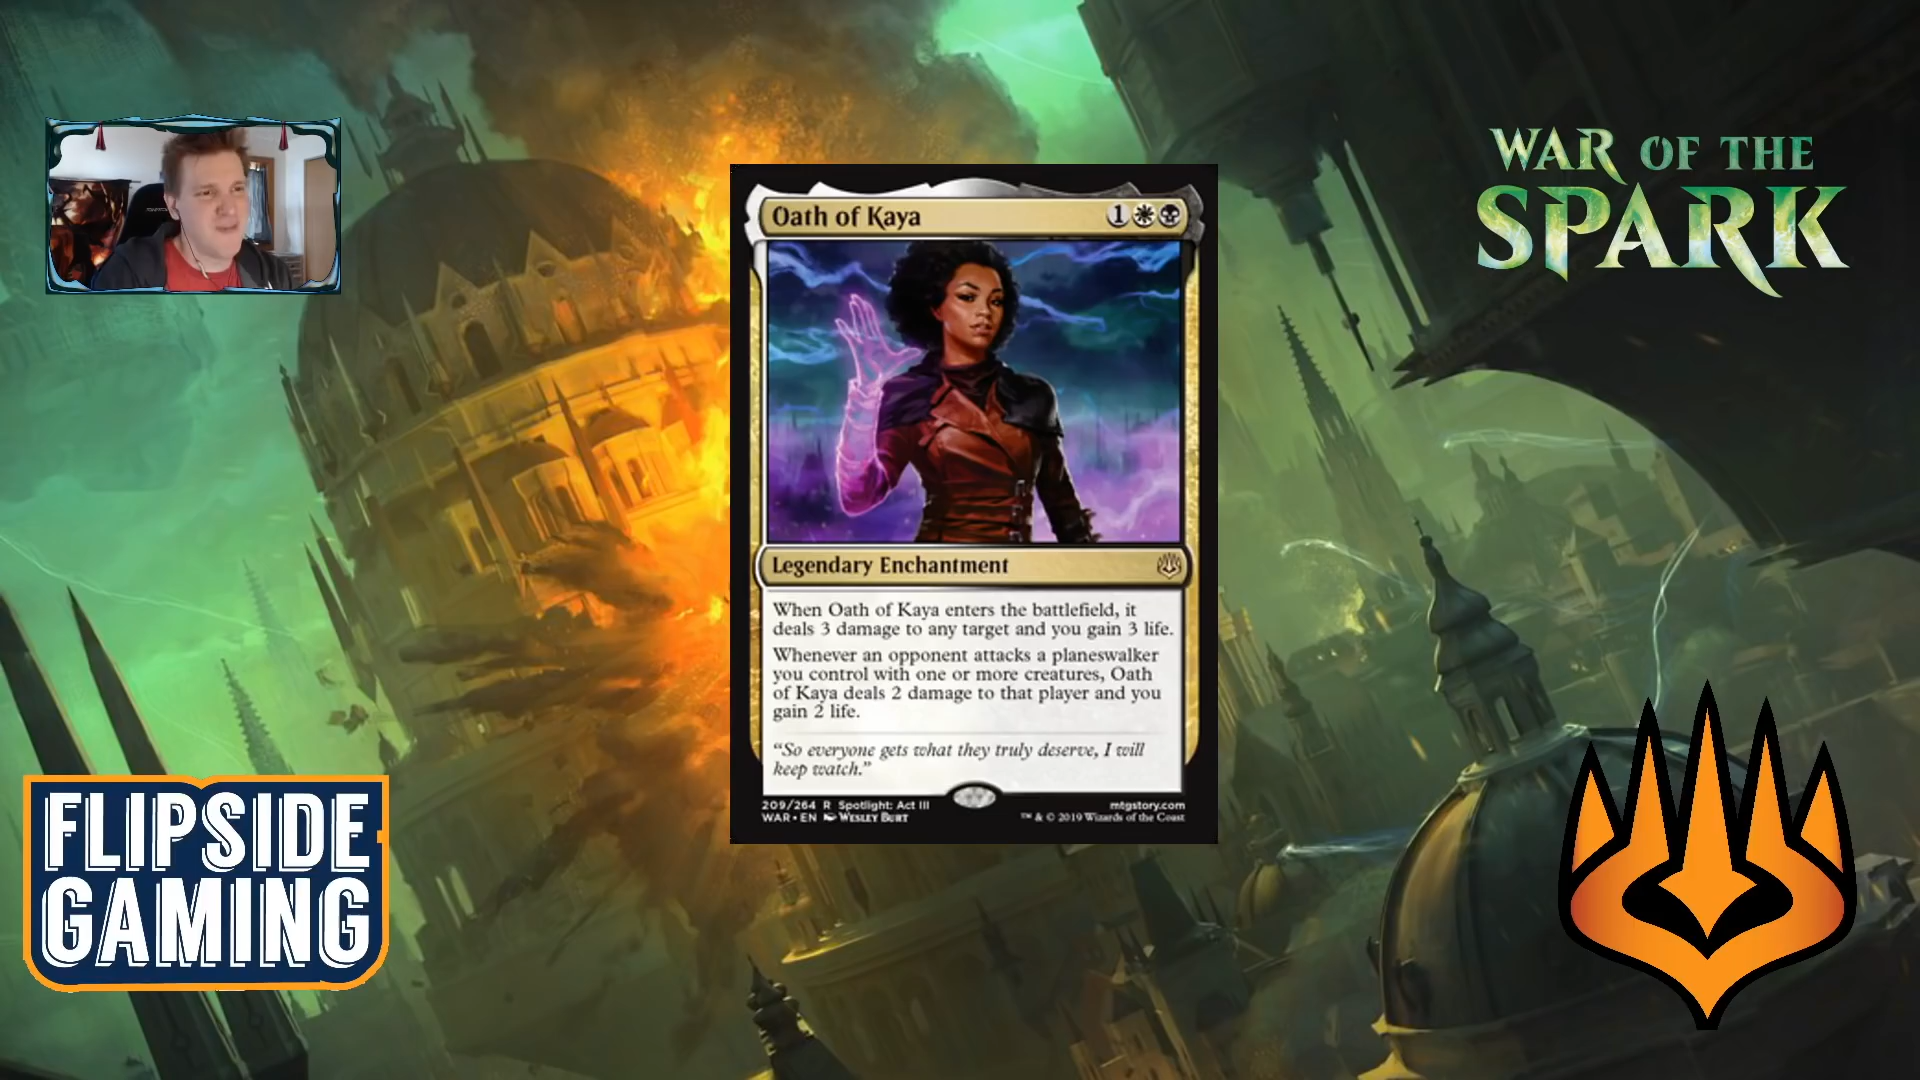 WAR OF THE
SPARK
Oath of Kaya
1
Legendary Enchantment
When Oath of Kaya enters the battlefield, it
deals 3 damage to any target and you gain 3 life.
Whenever an opponent attacks a planeswalker
you control with one or more creatures, Oath
of Kaya deals 2 damage to that player and you
gain 2 life.
"So everyone gets what they truly deserve, I will
keep watch."
209/264 R Spotlight: Act III
WAR • EN Wesley Burt
mtgstory.com
™ & © 2019 Wizards of the Coast
FLIPSIDE
GAMING